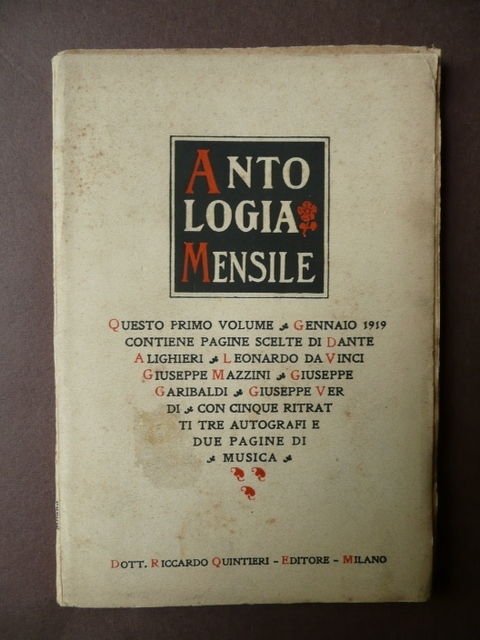 ANTO
LOGIA
MENSILE
QUESTO PRIMO VOLUME GENNAIO 1919
CONTIENE PAGINE SCELTE DI DANTE
ALIGHIERI LEONARDO DA VINCI
GIUSEPPE MAZZINI GIUSEPPE
GARIBALDI GIUSEPPE VER
DI CON CINQUE RITRAT
TI TRE AUTOGRAFI E
DUE PAGINE DI
MUSICA
DOTT. RICCARDO QUINTIERI - EDITORE - MILANO